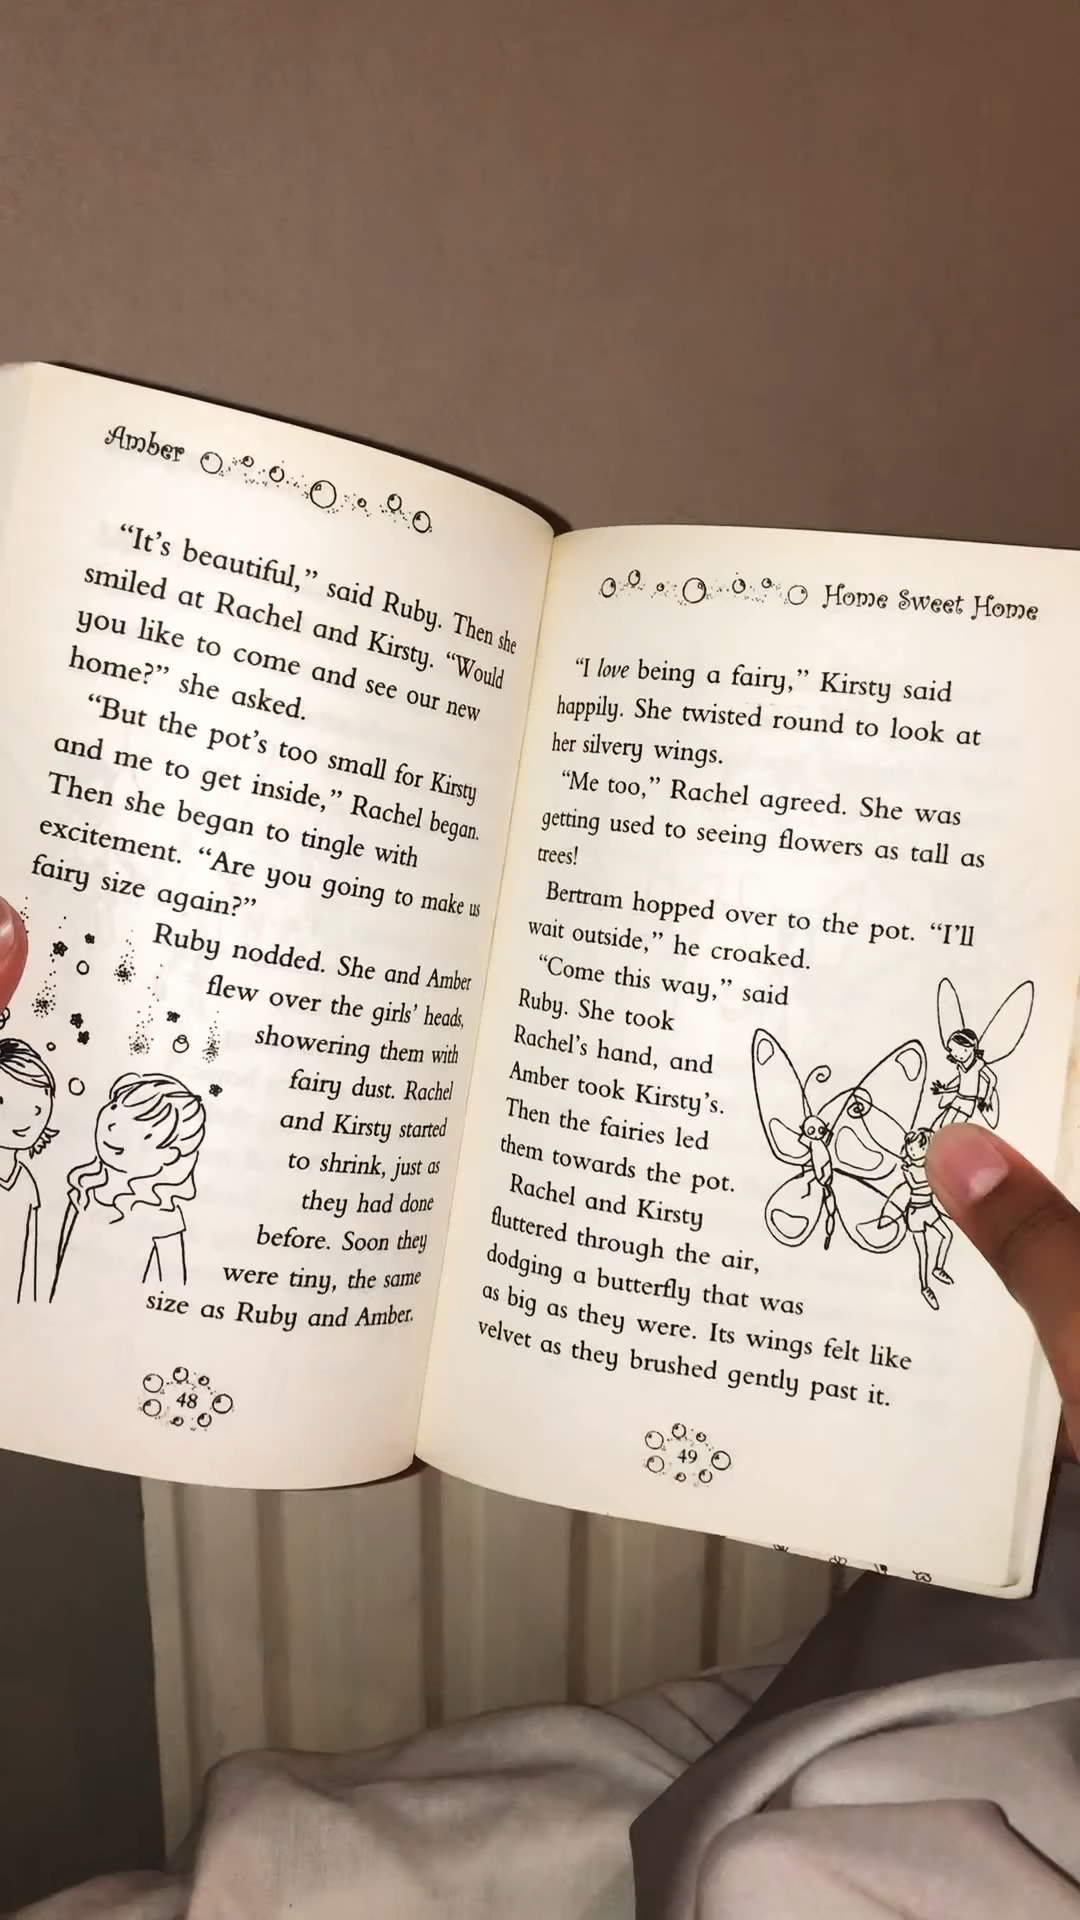 Amber
“It’s beautiful,” said Ruby. Then she
smiled at Rachel and Kirsty. “Would
you like to come and see our new
home?” she asked.
“But the pot’s too small for Kirsty
and me to get inside,” Rachel began.
Then she began to tingle with
excitement. “Are you going to make us
fairy size again?”
Ruby nodded. She and Amber
flew over the girls’ heads,
showering them with
fairy dust. Rachel
and Kirsty started
to shrink, just as
they had done
before. Soon they
were tiny, the same
size as Ruby and Amber.
48
Home Sweet Home
“I love being a fairy,” Kirsty said
happily. She twisted round to look at
her silvery wings.
“Me too,” Rachel agreed. She was
getting used to seeing flowers as tall as
trees!
Bertram hopped over to the pot. “I’ll
wait outside,” he croaked.
“Come this way,” said
Ruby. She took
Rachel’s hand, and
Amber took Kirsty’s.
Then the fairies led
them towards the pot.
Rachel and Kirsty
fluttered through the air,
dodging a butterfly that was
as big as they were. Its wings felt like
velvet as they brushed gently past it.
49